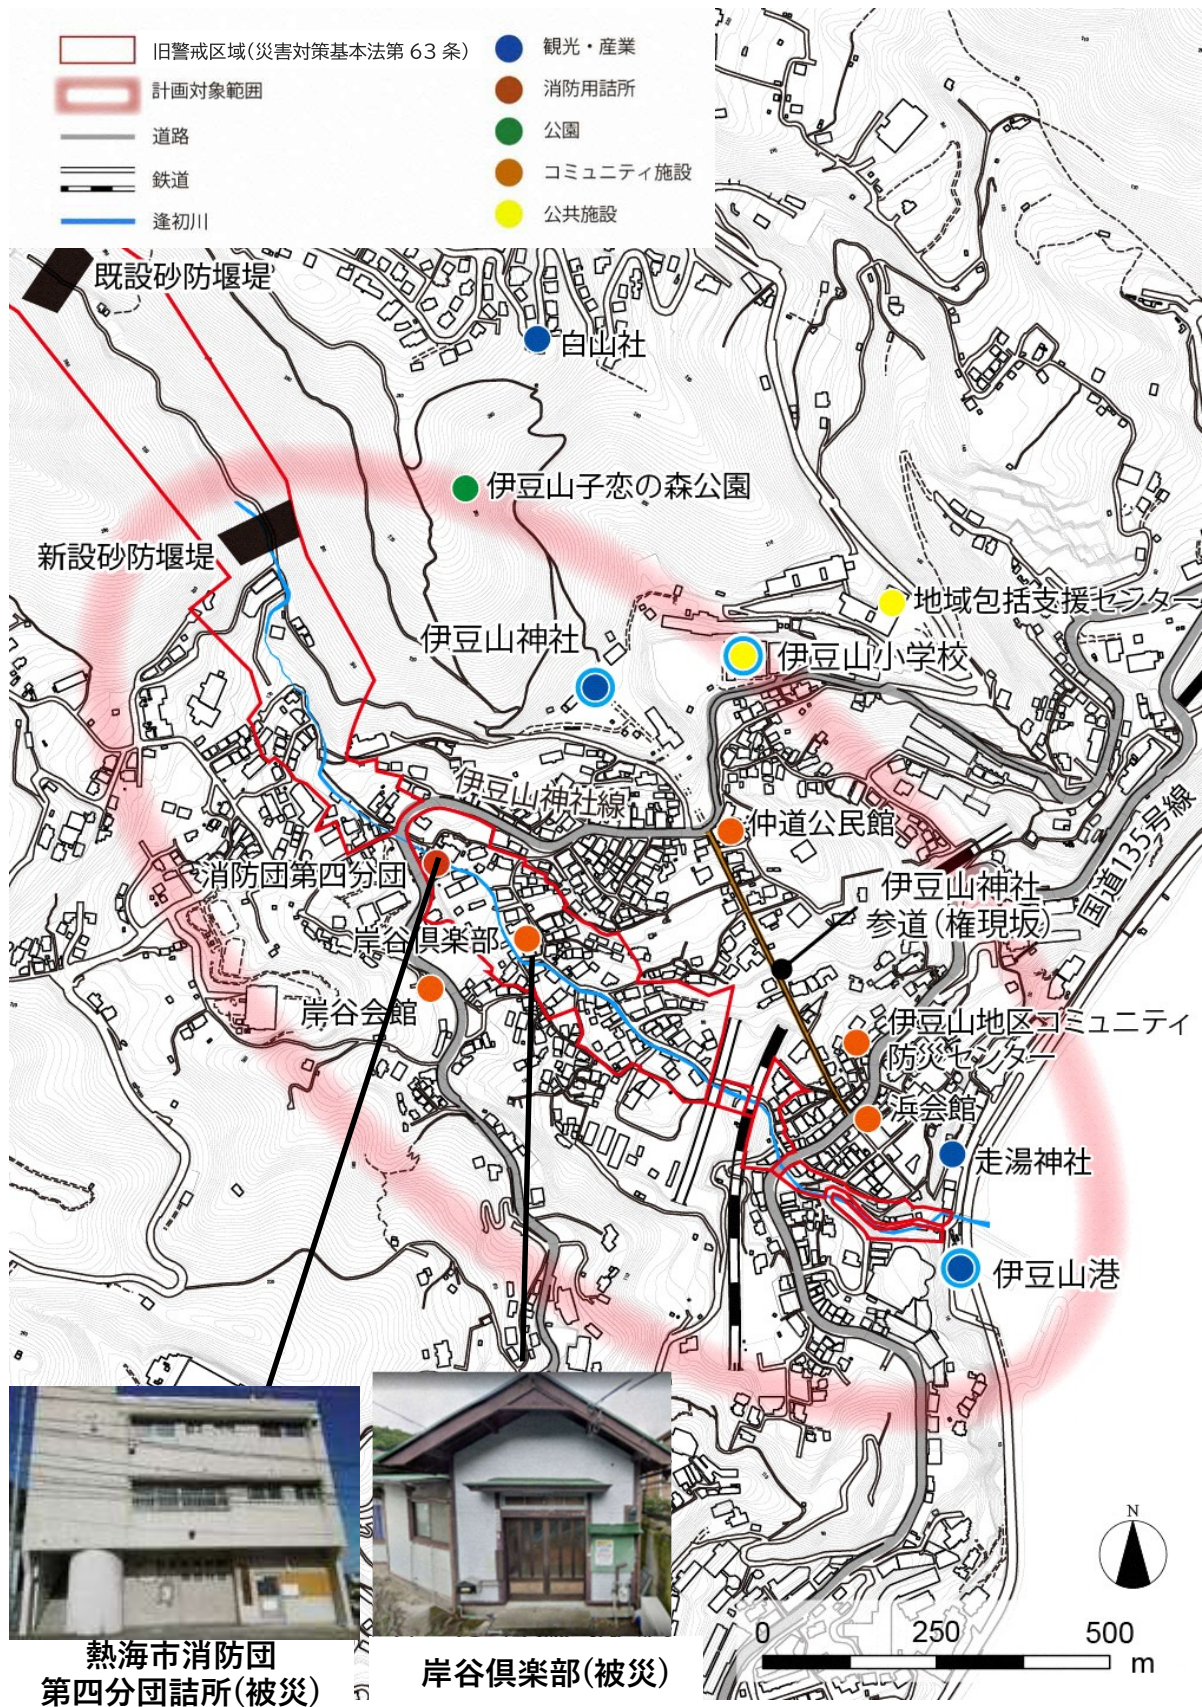 旧警戒区域(災害対策基本法第 63 条)
計画対象範囲
道路
鉄道
逢初川
観光・産業
消防用詰所
公園
コミュニティ施設
公共施設
既設砂防堰堤
白山社
伊豆山子恋の森公園
新設砂防堰堤
地域包括支援センター
伊豆山神社
伊豆山小学校
伊豆山神社線
国道135号線
仲道公民館
消防団第四分団
伊豆山神社
参道(権現坂)
岸谷倶楽部
岸谷会館
伊豆山地区コミュニティ
防災センター
浜会館
走湯神社
伊豆山港
N
0 250 500
m
熱海市消防団
第四分団詰所(被災)
岸谷倶楽部(被災)